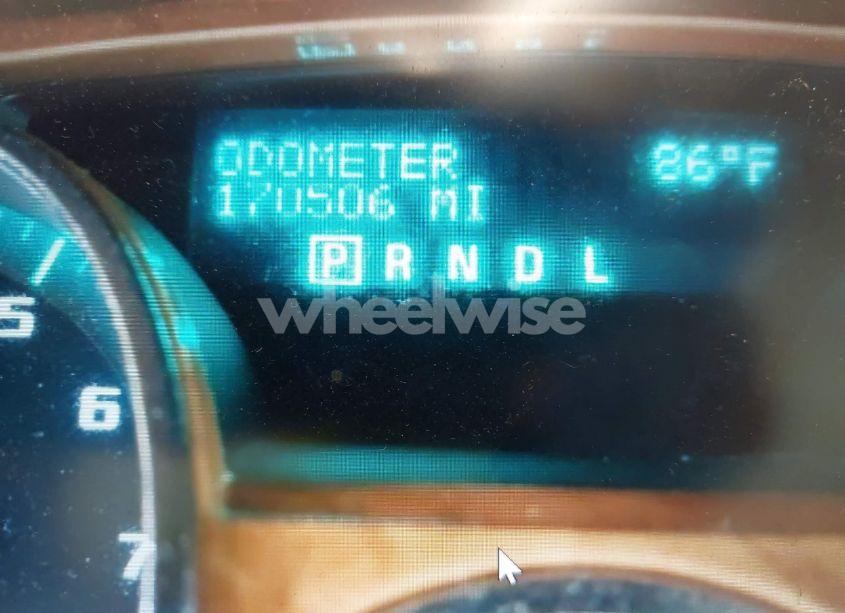 ODOMETER 86°F
170506 MI
P R N D L
wheelwise
5
6
7